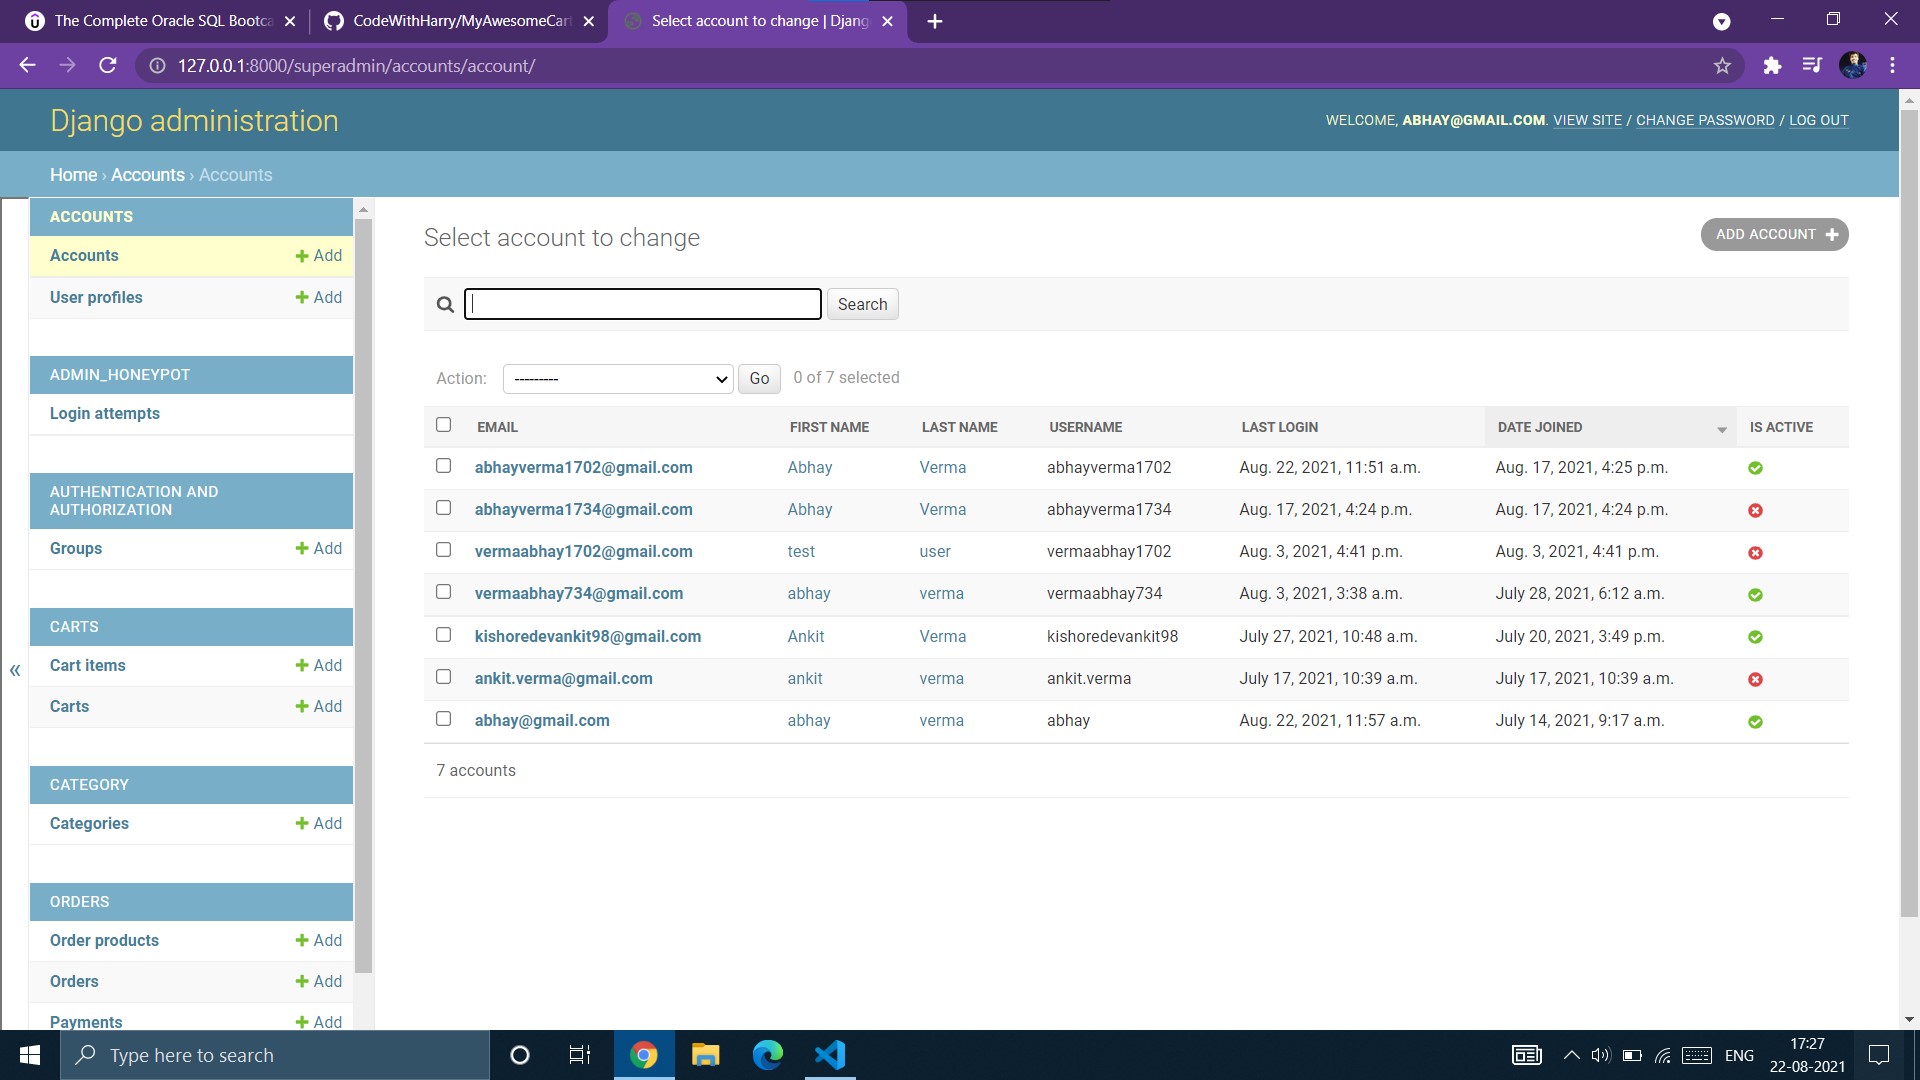 The Complete Oracle SQL Bootca
CodeWithHarry/MyAwesomeCart
Select account to change | Djang
127.0.0.1:8000/superadmin/accounts/account/
Django administration
WELCOME, ABHAY@GMAIL.COM. VIEW SITE / CHANGE PASSWORD / LOG OUT
Home › Accounts › Accounts
ACCOUNTS
Accounts + Add
User profiles + Add
ADMIN_HONEYPOT
Login attempts
AUTHENTICATION AND
AUTHORIZATION
Groups + Add
CARTS
Cart items + Add
Carts + Add
CATEGORY
Categories + Add
ORDERS
Order products + Add
Orders + Add
Payments + Add
«
Select account to change
ADD ACCOUNT +
Search
Action: --------- Go 0 of 7 selected
EMAIL FIRST NAME LAST NAME USERNAME LAST LOGIN DATE JOINED IS ACTIVE
abhayverma1702@gmail.com Abhay Verma abhayverma1702 Aug. 22, 2021, 11:51 a.m. Aug. 17, 2021, 4:25 p.m.
abhayverma1734@gmail.com Abhay Verma abhayverma1734 Aug. 17, 2021, 4:24 p.m. Aug. 17, 2021, 4:24 p.m.
vermaabhay1702@gmail.com test user vermaabhay1702 Aug. 3, 2021, 4:41 p.m. Aug. 3, 2021, 4:41 p.m.
vermaabhay734@gmail.com abhay verma vermaabhay734 Aug. 3, 2021, 3:38 a.m. July 28, 2021, 6:12 a.m.
kishoredevankit98@gmail.com Ankit Verma kishoredevankit98 July 27, 2021, 10:48 a.m. July 20, 2021, 3:49 p.m.
ankit.verma@gmail.com ankit verma ankit.verma July 17, 2021, 10:39 a.m. July 17, 2021, 10:39 a.m.
abhay@gmail.com abhay verma abhay Aug. 22, 2021, 11:57 a.m. July 14, 2021, 9:17 a.m.
7 accounts
Type here to search
ENG
17:27
22-08-2021